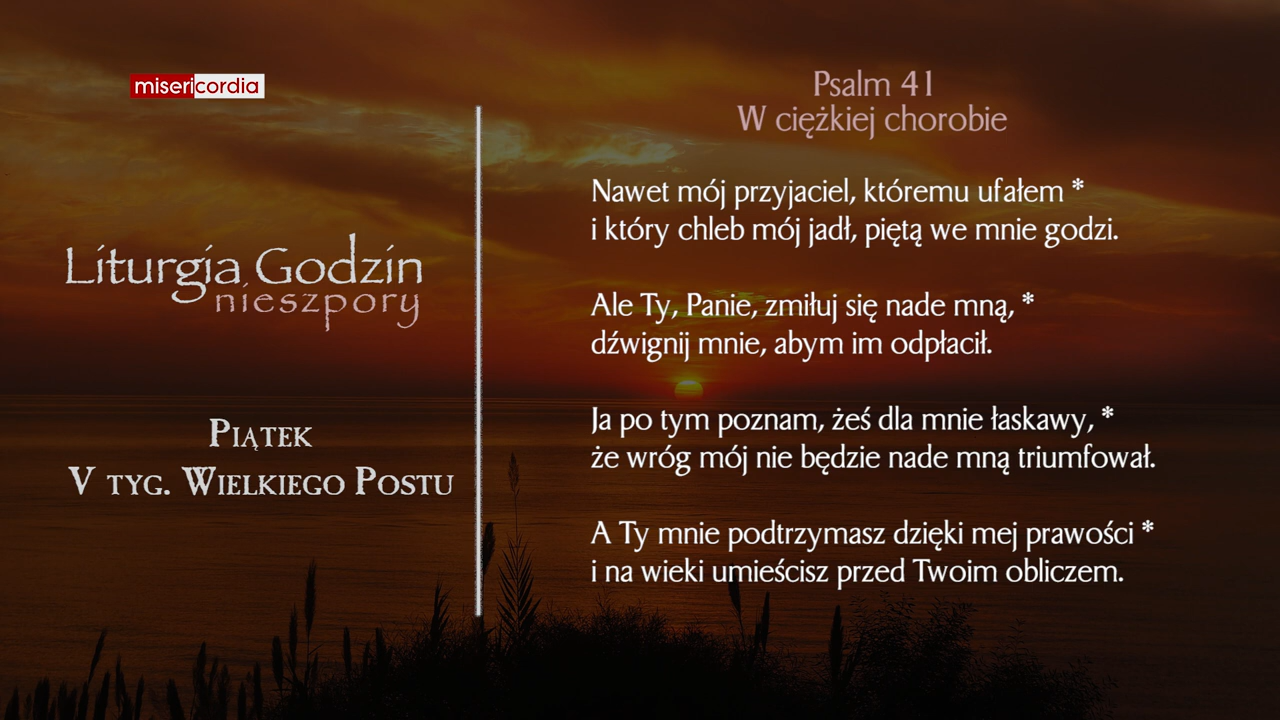 misericordia
Liturgia Godzin
nieszpory
Piątek
V tyg. Wielkiego Postu
Psalm 41
W ciężkiej chorobie
Nawet mój przyjaciel, któremu ufałem *
i który chleb mój jadł, piętą we mnie godzi.
Ale Ty, Panie, zmiłuj się nade mną, *
dźwignij mnie, abym im odpłacił.
Ja po tym poznam, żeś dla mnie łaskawy, *
że wróg mój nie będzie nade mną triumfował.
A Ty mnie podtrzymasz dzięki mej prawości *
i na wieki umieścisz przed Twoim obliczem.